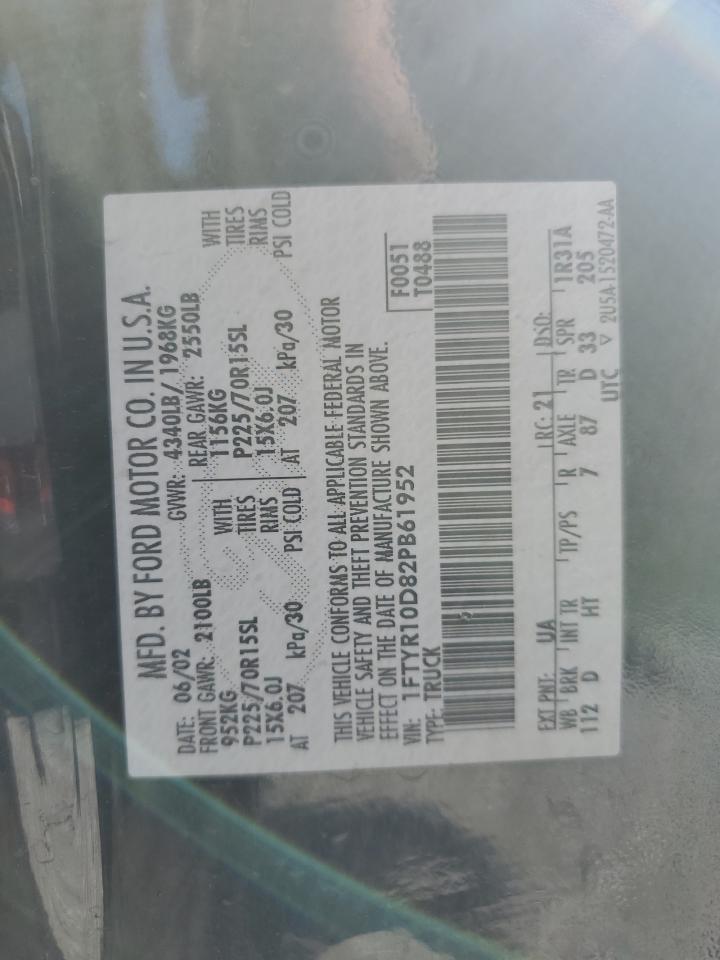 MFD. BY FORD MOTOR CO. IN U.S.A.
DATE: 06/02 GVWR: 4340LB/ 1968KG
FRONT GAWR: 2100LB REAR GAWR: 2550LB
952KG WITH 1156KG WITH
P225/70R15SL TIRES P225/70R15SL TIRES
15X6.0J RIMS 15X6.0J RIMS
AT 207 kPa/30 PSI COLD AT 207 kPa/30 PSI COLD
THIS VEHICLE CONFORMS TO ALL APPLICABLE FEDERAL MOTOR
VEHICLE SAFETY AND THEFT PREVENTION STANDARDS IN
EFFECT ON THE DATE OF MANUFACTURE SHOWN ABOVE.
VIN: 1FTYR10D82PB61952 F0051
TYPE: TRUCK T0488
EXT PNT: UA RC: 21 DSO:
WB BRK INT TR TP/PS R AXLE TR SPR 1R31A
112 D HT 7 87 D 33 205
UTC ▽ 2U5A-1520472-AA